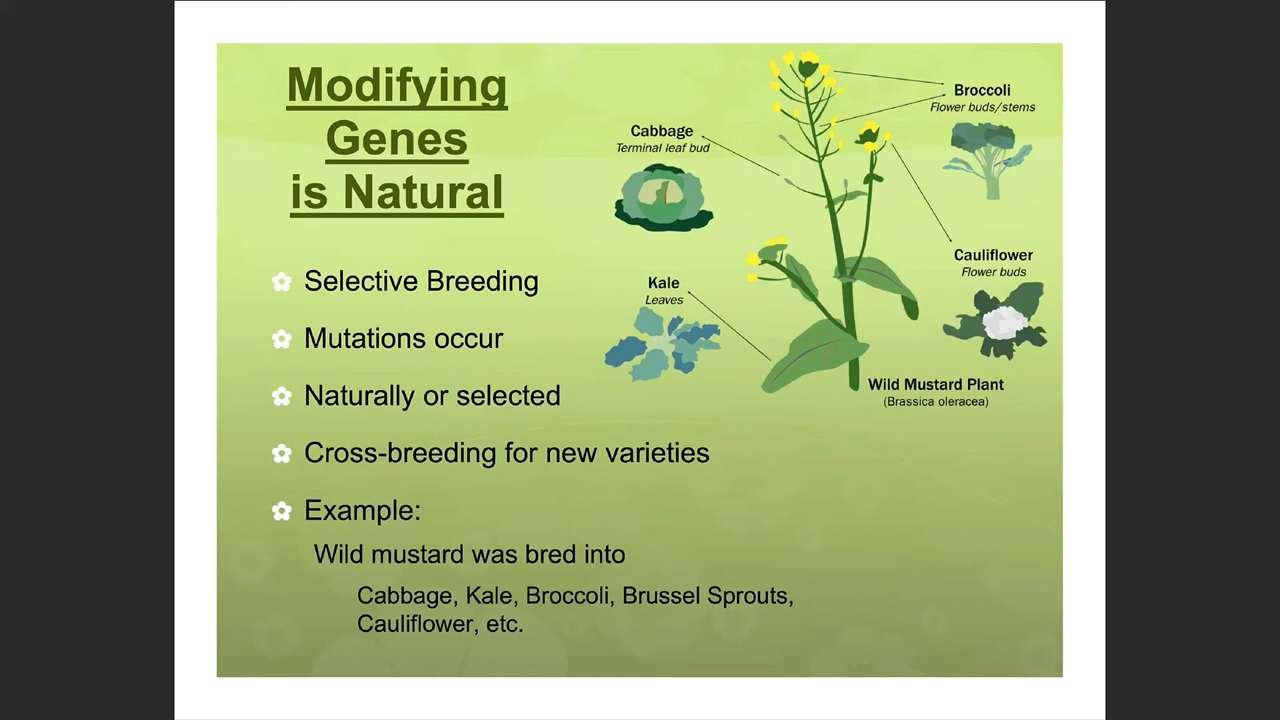 Modifying
Genes
is Natural
Selective Breeding
Mutations occur
Naturally or selected
Cross-breeding for new varieties
Example:
Wild mustard was bred into
Cabbage, Kale, Broccoli, Brussel Sprouts,
Cauliflower, etc.
Broccoli
Flower buds/stems
Cabbage
Terminal leaf bud
Cauliflower
Flower buds
Kale
Leaves
Wild Mustard Plant
(Brassica oleracea)